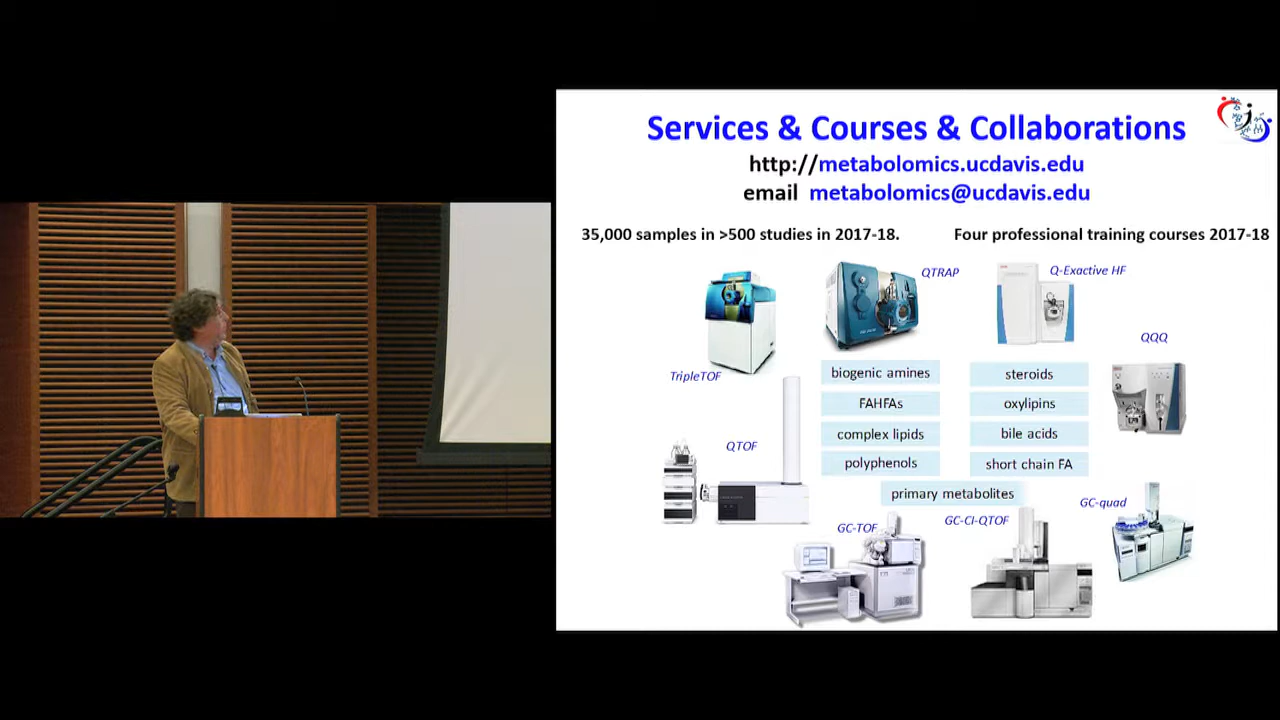 Services & Courses & Collaborations
http://metabolomics.ucdavis.edu
email metabolomics@ucdavis.edu
35,000 samples in >500 studies in 2017-18.
Four professional training courses 2017-18
QTRAP
Q-Exactive HF
QQQ
TripleTOF
biogenic amines
steroids
FAHFAs
oxylipins
complex lipids
bile acids
QTOF
polyphenols
short chain FA
primary metabolites
GC-quad
GC-TOF
GC-CI-QTOF